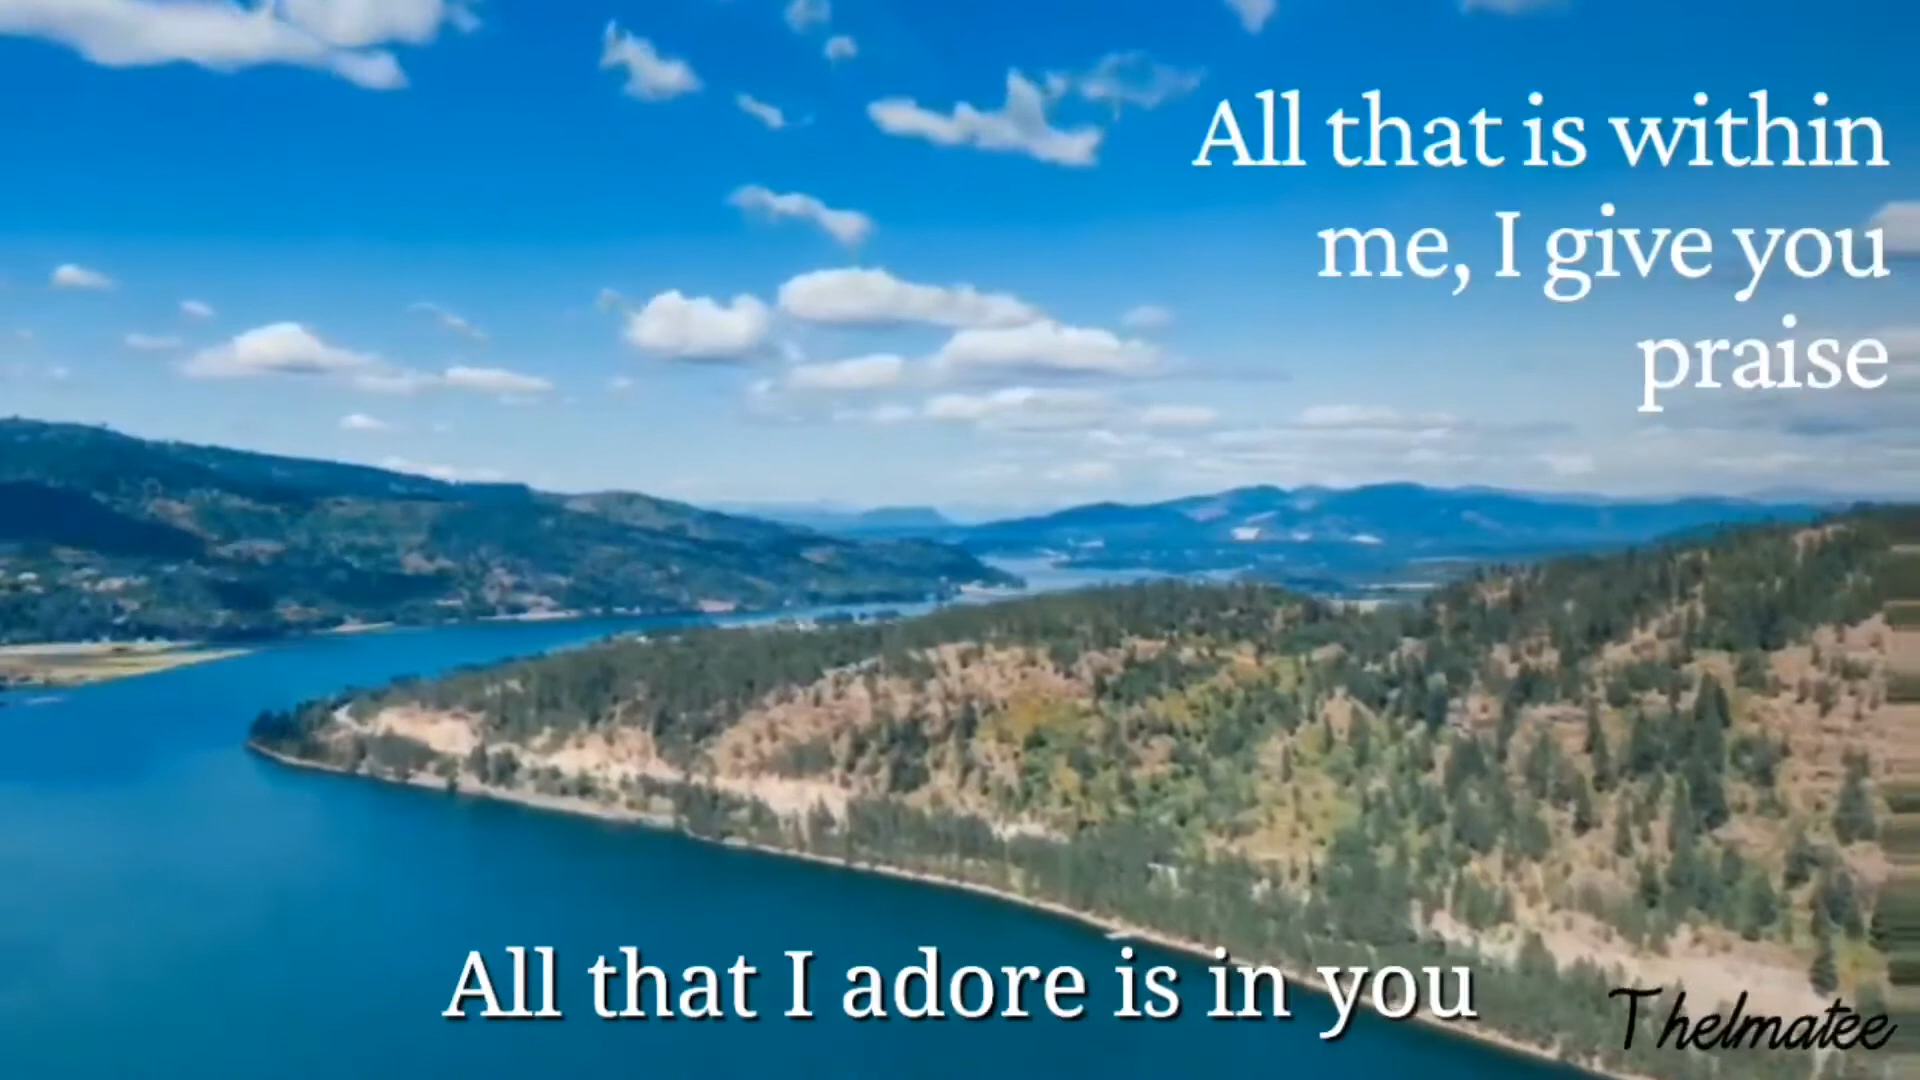 All that is within
me, I give you
praise
All that I adore is in you
Thelmatee